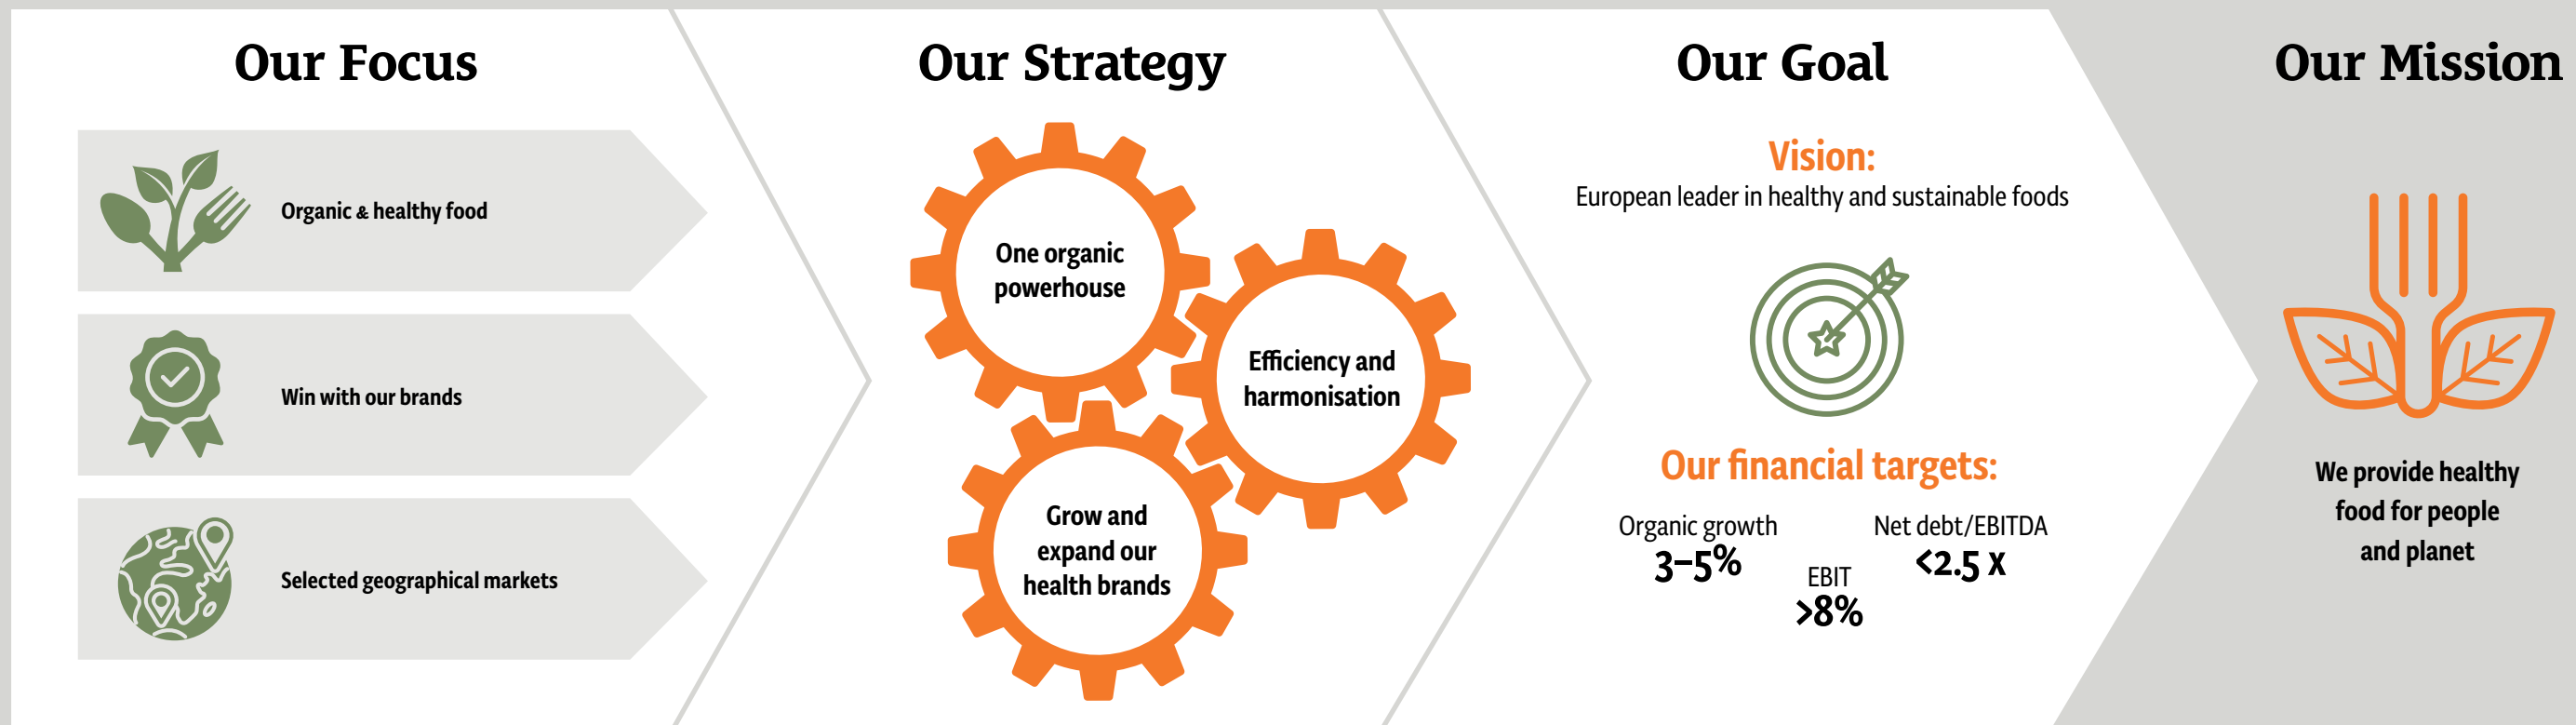 Our Focus
Organic & healthy food
Win with our brands
Selected geographical markets
Our Strategy
One organic
powerhouse
Efficiency and
harmonisation
Grow and
expand our
health brands
Our Goal
Vision:
European leader in healthy and sustainable foods
Our financial targets:
Organic growth
3–5%
EBIT
>8%
Net debt/EBITDA
<2.5 x
Our Mission
We provide healthy
food for people
and planet